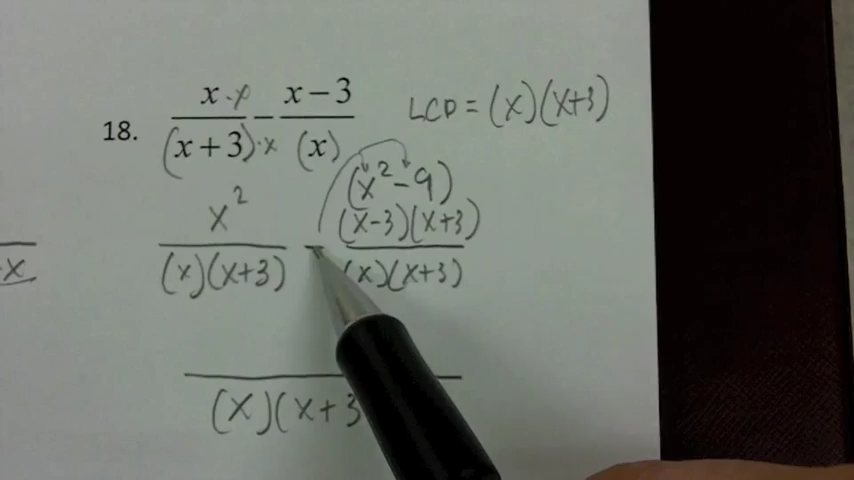 18. x·x/(x+3)·x − x−3/(x) LCD = (x)(x+3)
(x²−9)
x² (x−3)(x+3)
−
(x)(x+3) (x)(x+3)
(x)(x+3
x